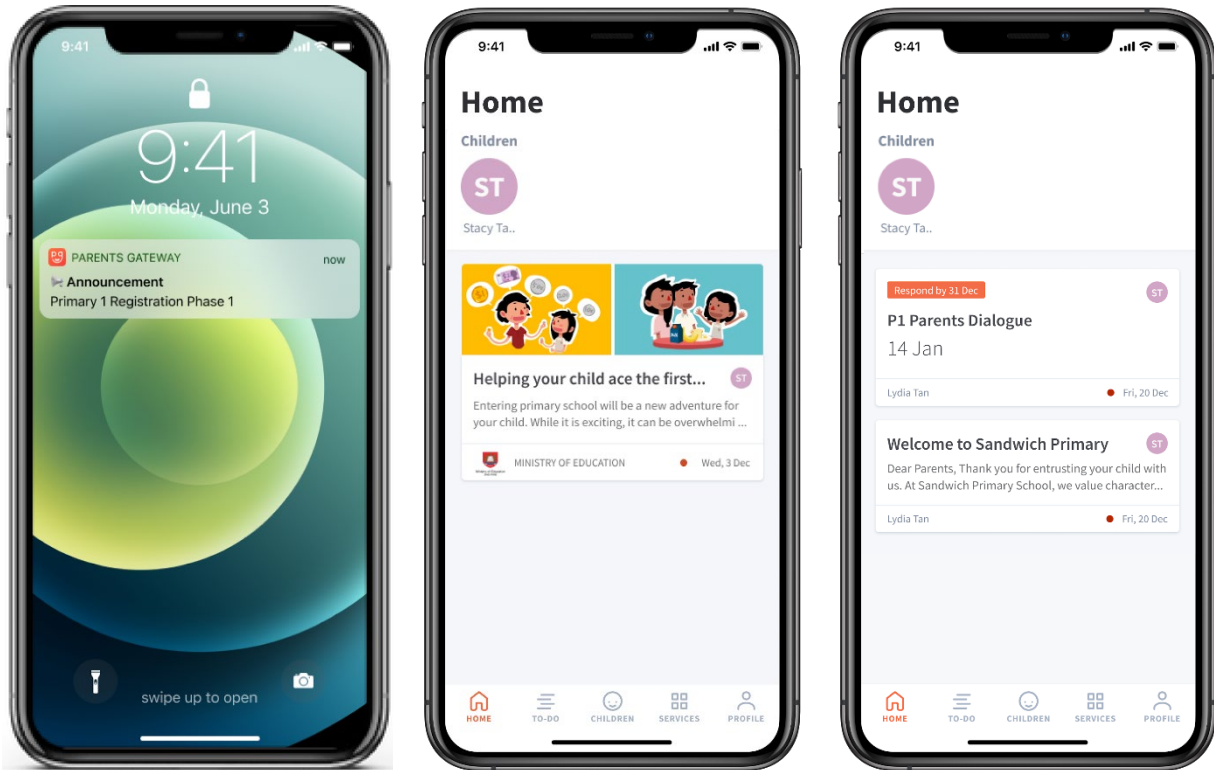 9:41
9:41
Monday, June 3
PARENTS GATEWAY
now
Announcement
Primary 1 Registration Phase 1
swipe up to open
9:41
Home
Children
ST
Stacy Ta..
Helping your child ace the first...
ST
Entering primary school will be a new adventure for
your child. While it is exciting, it can be overwhelmi ...
MINISTRY OF EDUCATION
Wed, 3 Dec
HOME
TO-DO
CHILDREN
SERVICES
PROFILE
9:41
Home
Children
ST
Stacy Ta..
Respond by 31 Dec
ST
P1 Parents Dialogue
14 Jan
Lydia Tan
Fri, 20 Dec
Welcome to Sandwich Primary
ST
Dear Parents, Thank you for entrusting your child with
us. At Sandwich Primary School, we value character...
Lydia Tan
Fri, 20 Dec
HOME
TO-DO
CHILDREN
SERVICES
PROFILE